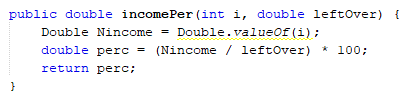 public double incomePer(int i, double leftOver) {
Double Nincome = Double.valueOf(i);
double perc = (Nincome / leftOver) * 100;
return perc;
}